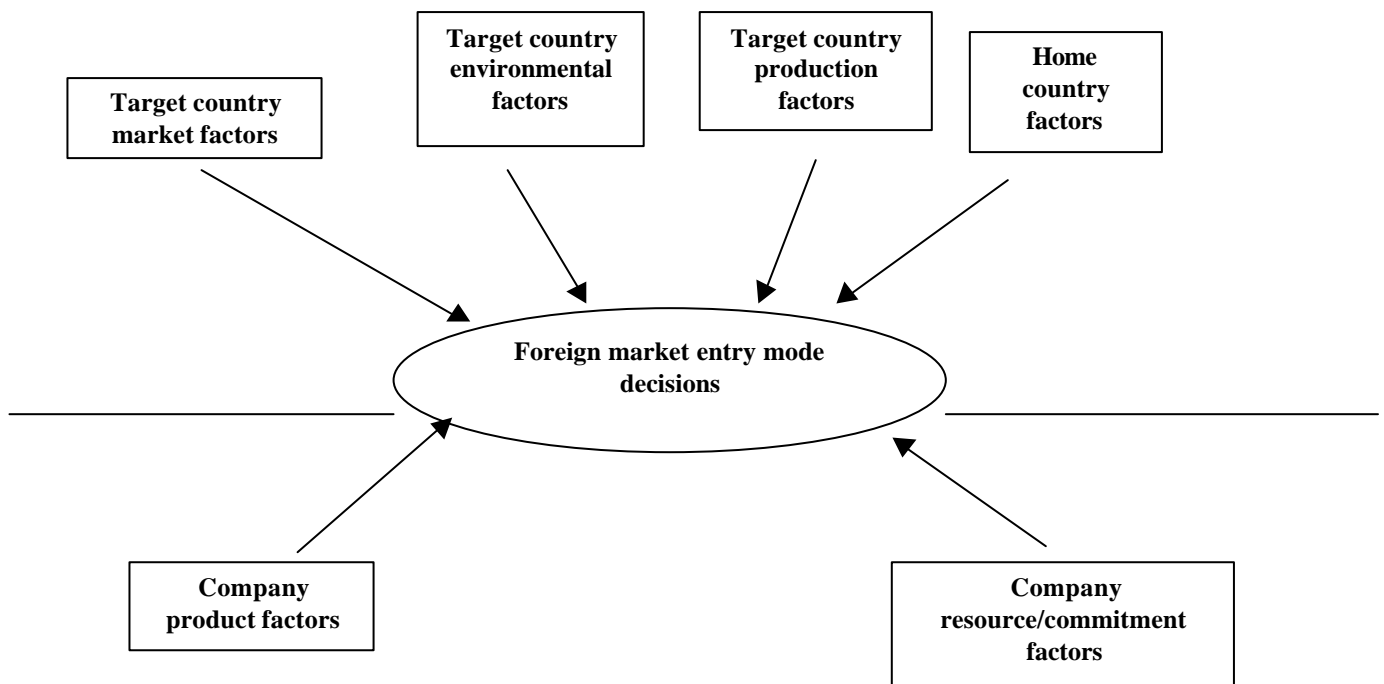 Target country
market factors
Target country
environmental
factors
Target country
production
factors
Home
country
factors
Foreign market entry mode
decisions
Company
product factors
Company
resource/commitment
factors